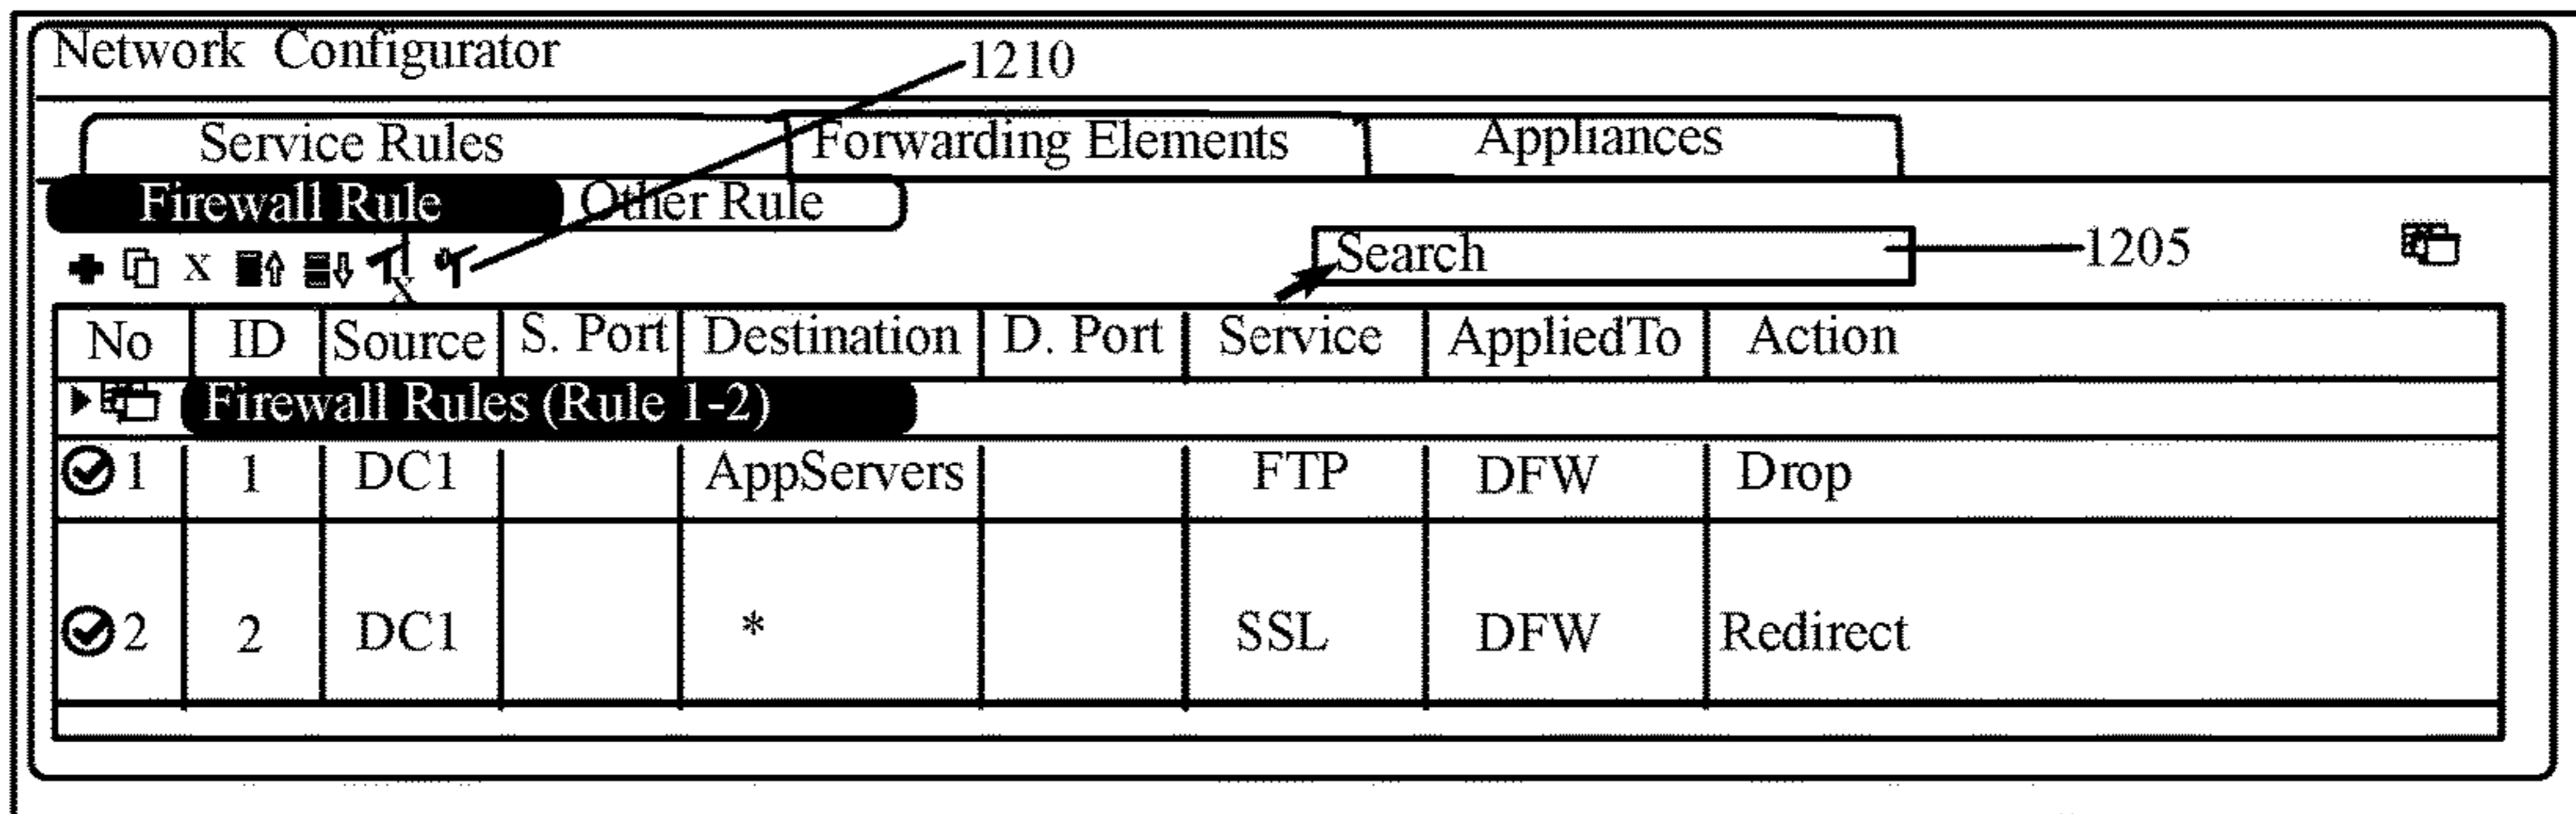 Network Configurator
1210
Service Rules Forwarding Elements Appliances
Firewall Rule Other Rule
X X Search 1205
No ID Source S. Port Destination D. Port Service AppliedTo Action
Firewall Rules (Rule 1-2)
1 1 DC1 AppServers FTP DFW Drop
2 2 DC1 * SSL DFW Redirect